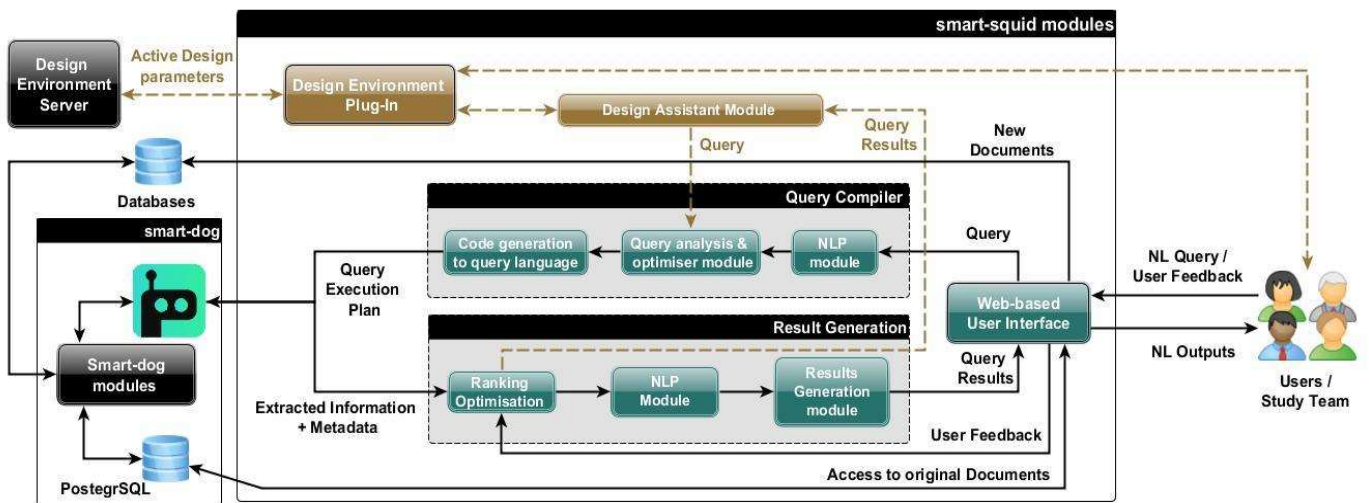 smart-squid modules
Design
Environment
Server
Active Design
parameters
Design Environment
Plug-In
Design Assistant Module
Query
Query
Results
New
Documents
Databases
smart-dog
Smart-dog
modules
PostegrSQL
Query Compiler
Code generation
to query language
Query analysis &
optimiser module
NLP
module
Query
Query
Execution
Plan
Web-based
User Interface
NL Query /
User Feedback
NL Outputs
Users /
Study Team
Result Generation
Ranking
Optimisation
NLP
Module
Results
Generation
module
Query
Results
Extracted Information
+ Metadata
User Feedback
Access to original Documents